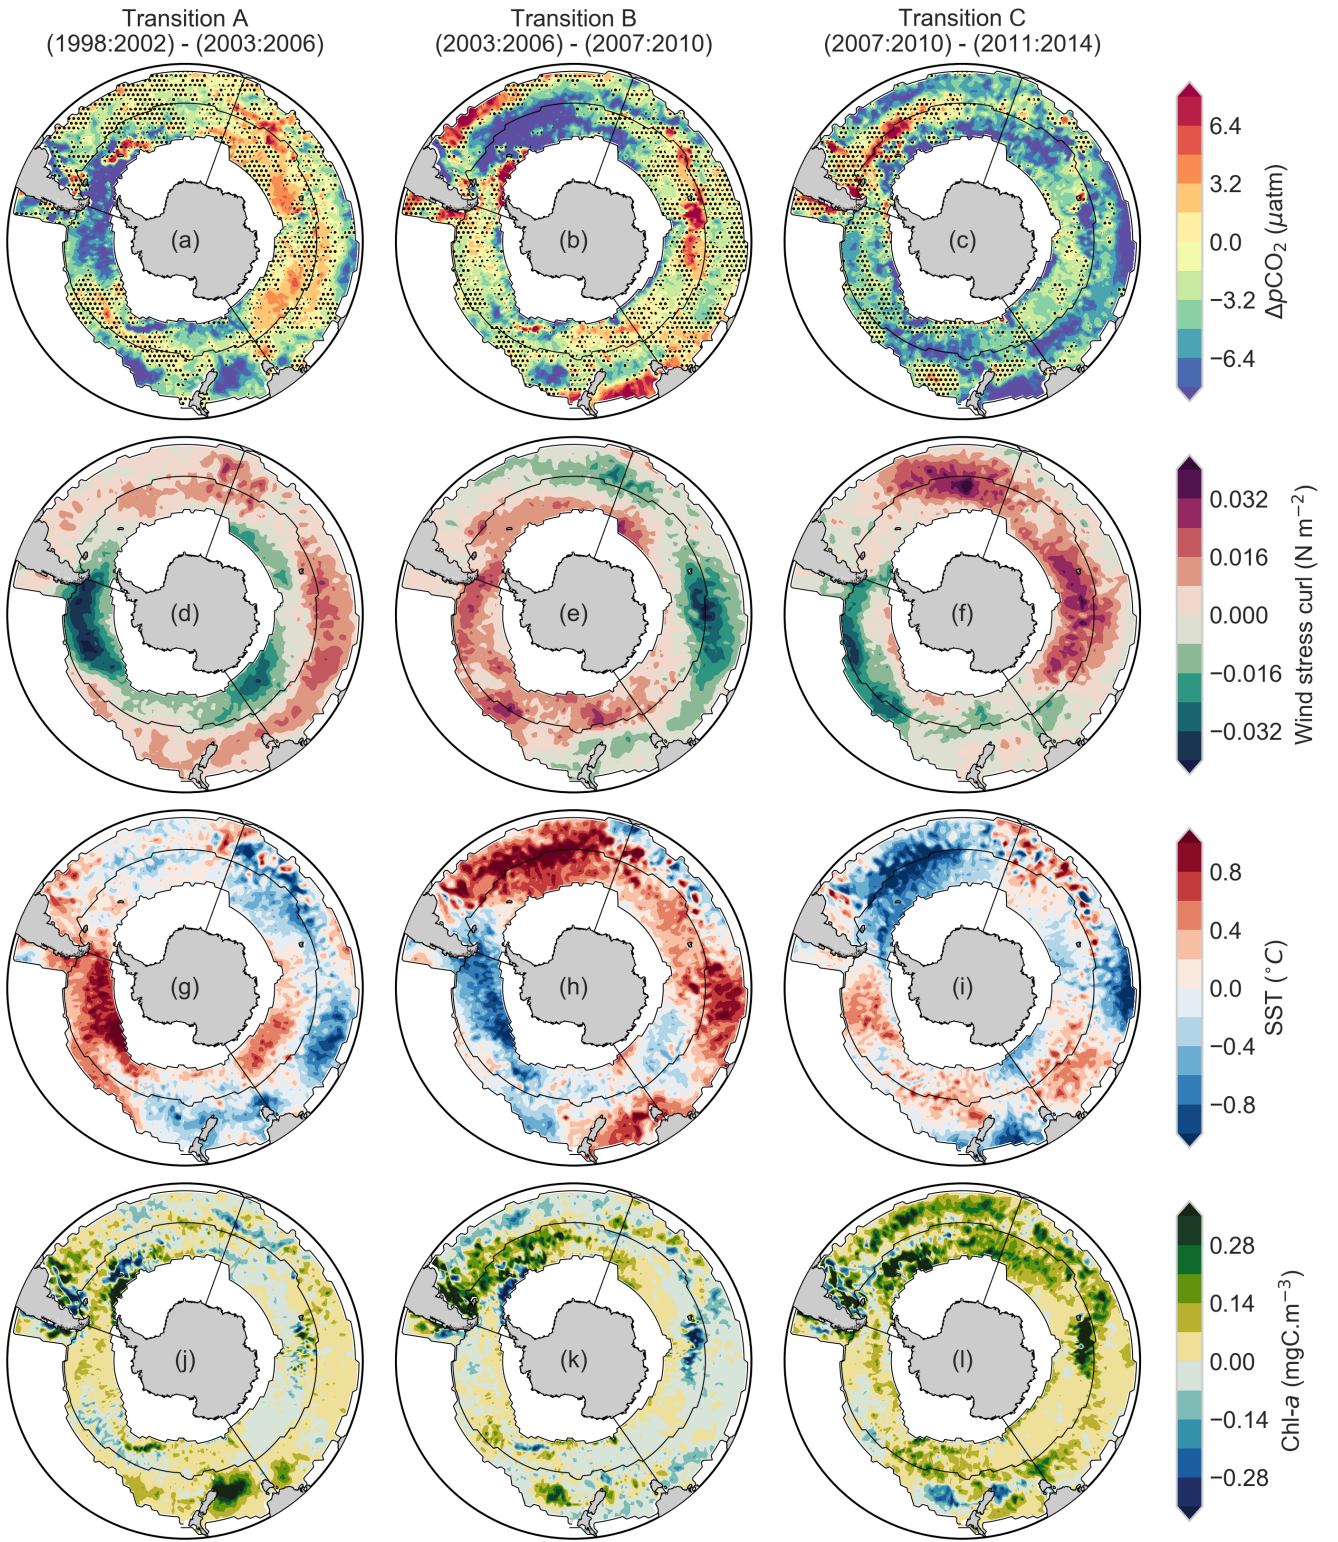 Transition A
(1998:2002) - (2003:2006)
Transition B
(2003:2006) - (2007:2010)
Transition C
(2007:2010) - (2011:2014)
(a)
(b)
(c)
6.4
3.2
0.0
−3.2
−6.4
ΔpCO₂ (μatm)
(d)
(e)
(f)
0.032
0.016
0.000
−0.016
−0.032
Wind stress curl (N m⁻²)
(g)
(h)
(i)
0.8
0.4
0.0
−0.4
−0.8
SST (°C)
(j)
(k)
(l)
0.28
0.14
0.00
−0.14
−0.28
Chl-a (mgC.m⁻³)